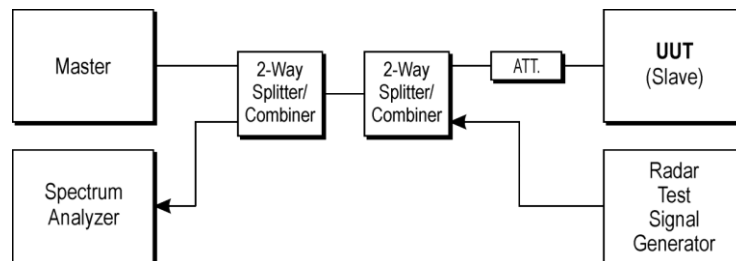 Master
2-Way
Splitter/
Combiner
2-Way
Splitter/
Combiner
ATT.
UUT
(Slave)
Spectrum
Analyzer
Radar
Test
Signal
Generator